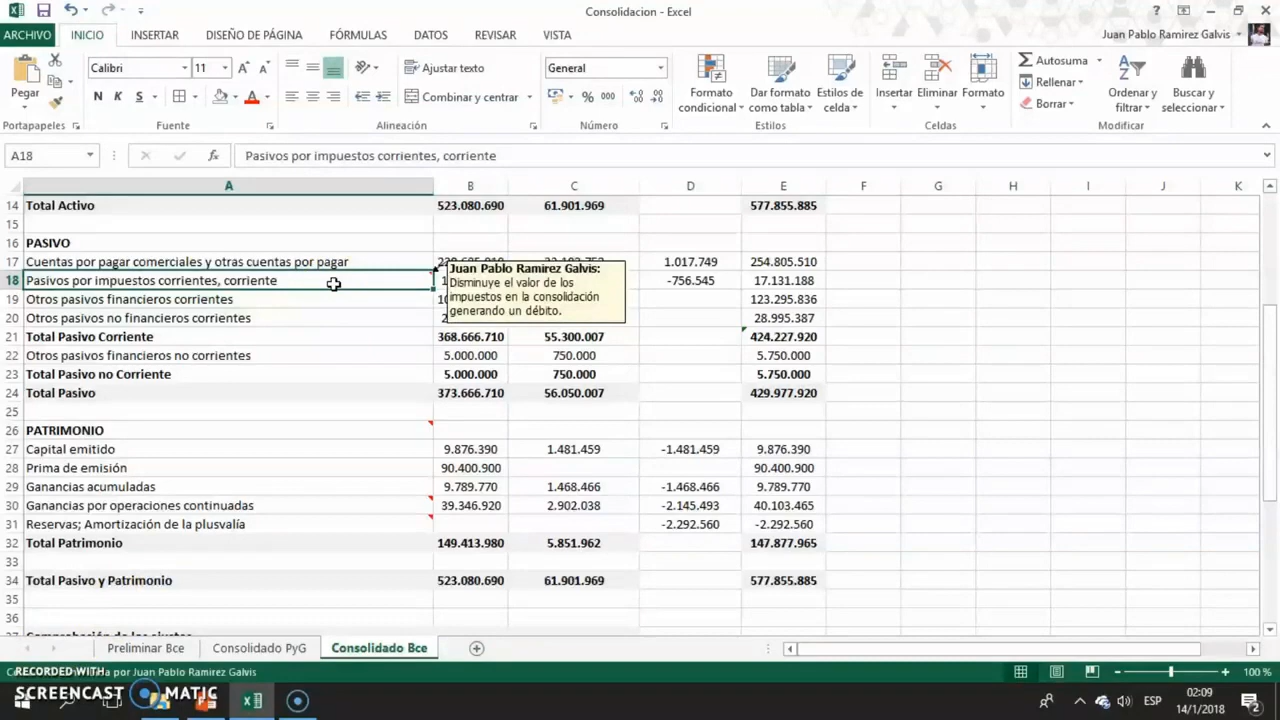 Consolidacion - Excel
ARCHIVO INICIO INSERTAR DISEÑO DE PÁGINA FÓRMULAS DATOS REVISAR VISTA Juan Pablo Ramirez Galvis
Pegar Calibri 11 Ajustar texto General Formato condicional Dar formato como tabla Estilos de celda Insertar Eliminar Formato Autosuma Rellenar Borrar Ordenar y filtrar Buscar y seleccionar
N K S Combinar y centrar % 000
Portapapeles Fuente Alineación Número Estilos Celdas Modificar
A18 fx Pasivos por impuestos corrientes, corriente
A B C D E F G H I J K
14 Total Activo 523.080.690 61.901.969 577.855.885
15
16 PASIVO
17 Cuentas por pagar comerciales y otras cuentas por pagar 1.017.749 254.805.510
18 Pasivos por impuestos corrientes, corriente -756.545 17.131.188
Juan Pablo Ramirez Galvis:
Disminuye el valor de los
impuestos en la consolidación
generando un débito.
19 Otros pasivos financieros corrientes 123.295.836
20 Otros pasivos no financieros corrientes 28.995.387
21 Total Pasivo Corriente 368.666.710 55.300.007 424.227.920
22 Otros pasivos financieros no corrientes 5.000.000 750.000 5.750.000
23 Total Pasivo no Corriente 5.000.000 750.000 5.750.000
24 Total Pasivo 373.666.710 56.050.007 429.977.920
25
26 PATRIMONIO
27 Capital emitido 9.876.390 1.481.459 -1.481.459 9.876.390
28 Prima de emisión 90.400.900 90.400.900
29 Ganancias acumuladas 9.789.770 1.468.466 -1.468.466 9.789.770
30 Ganancias por operaciones continuadas 39.346.920 2.902.038 -2.145.493 40.103.465
31 Reservas; Amortización de la plusvalía -2.292.560 -2.292.560
32 Total Patrimonio 149.413.980 5.851.962 147.877.965
33
34 Total Pasivo y Patrimonio 523.080.690 61.901.969 577.855.885
35
36
Preliminar Bce Consolidado PyG Consolidado Bce
por Juan Pablo Ramirez Galvis 100 %
RECORDED WITH
SCREENCAST MATIC
ESP 02:09
14/1/2018
2